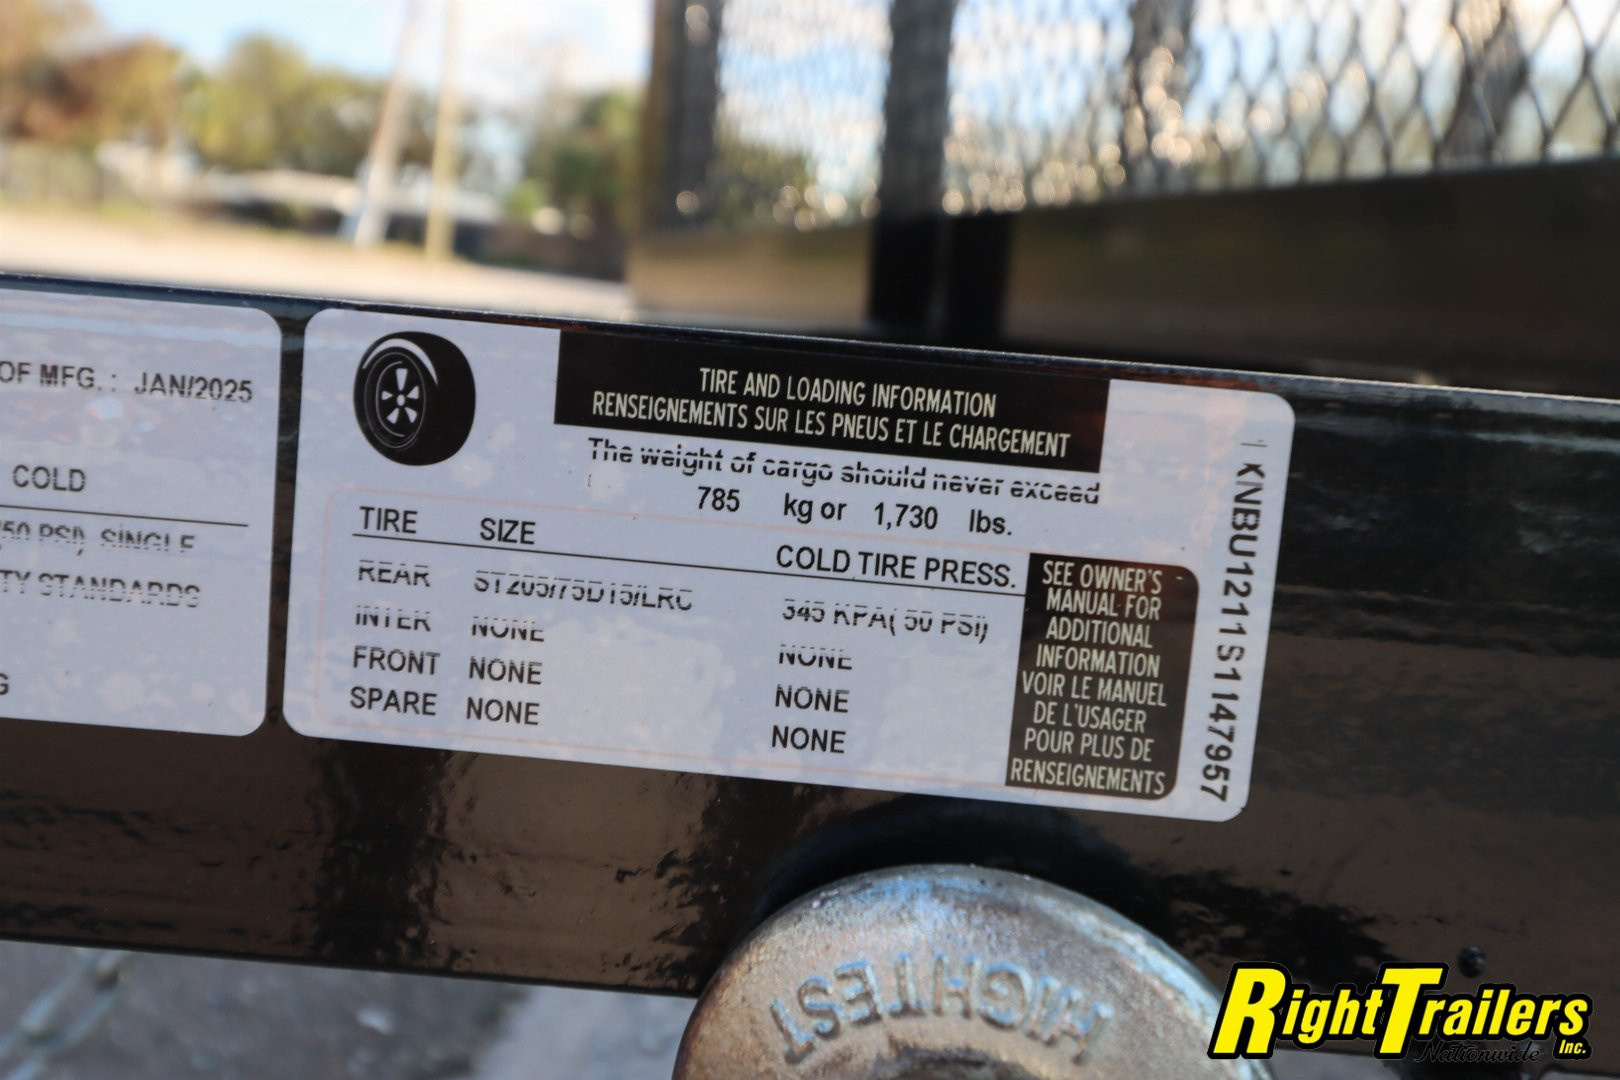 OF MFG. : JAN/2025
COLD
(50 PSI), SINGLE
TY STANDARDS
G
TIRE AND LOADING INFORMATION
RENSEIGNEMENTS SUR LES PNEUS ET LE CHARGEMENT
The weight of cargo should never exceed
785 kg or 1,730 lbs.
TIRE SIZE COLD TIRE PRESS.
REAR ST205/75D15/LRC 345 KPA( 50 PSI)
INTER NONE NONE
FRONT NONE NONE
SPARE NONE NONE
SEE OWNER'S
MANUAL FOR
ADDITIONAL
INFORMATION
VOIR LE MANUEL
DE L'USAGER
POUR PLUS DE
RENSEIGNEMENTS
KNBU1211S1147957
HIGHTEST
RightTrailers
Inc.
Nationwide